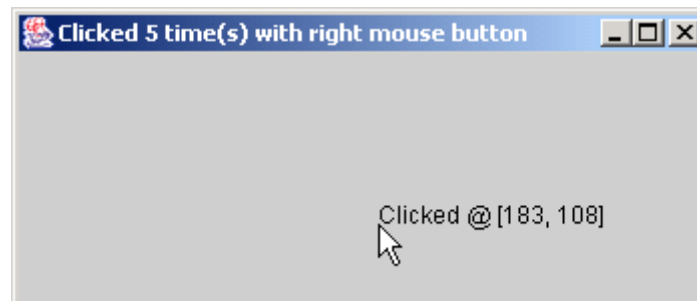 Clicked 5 time(s) with right mouse button
Clicked @ [183, 108]